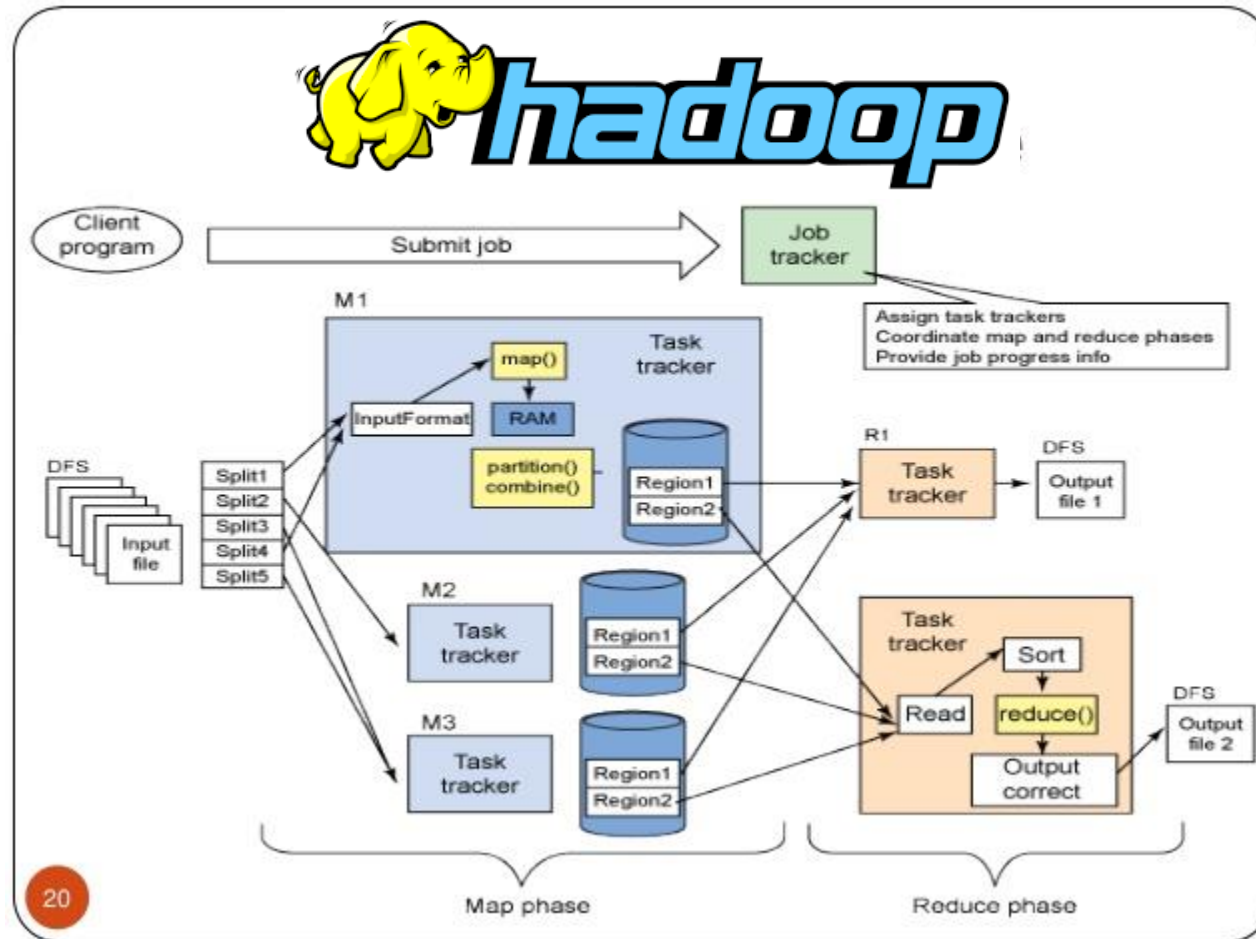 hadoop
Client
program
Submit job
Job
tracker
Assign task trackers
Coordinate map and reduce phases
Provide job progress info
M1
Task
tracker
map()
InputFormat
RAM
partition()
combine()
Region1
Region2
DFS
Input
file
Split1
Split2
Split3
Split4
Split5
R1
Task
tracker
DFS
Output
file 1
M2
Task
tracker
Region1
Region2
M3
Task
tracker
Region1
Region2
Task
tracker
Sort
Read
reduce()
Output
correct
DFS
Output
file 2
Map phase
Reduce phase
20